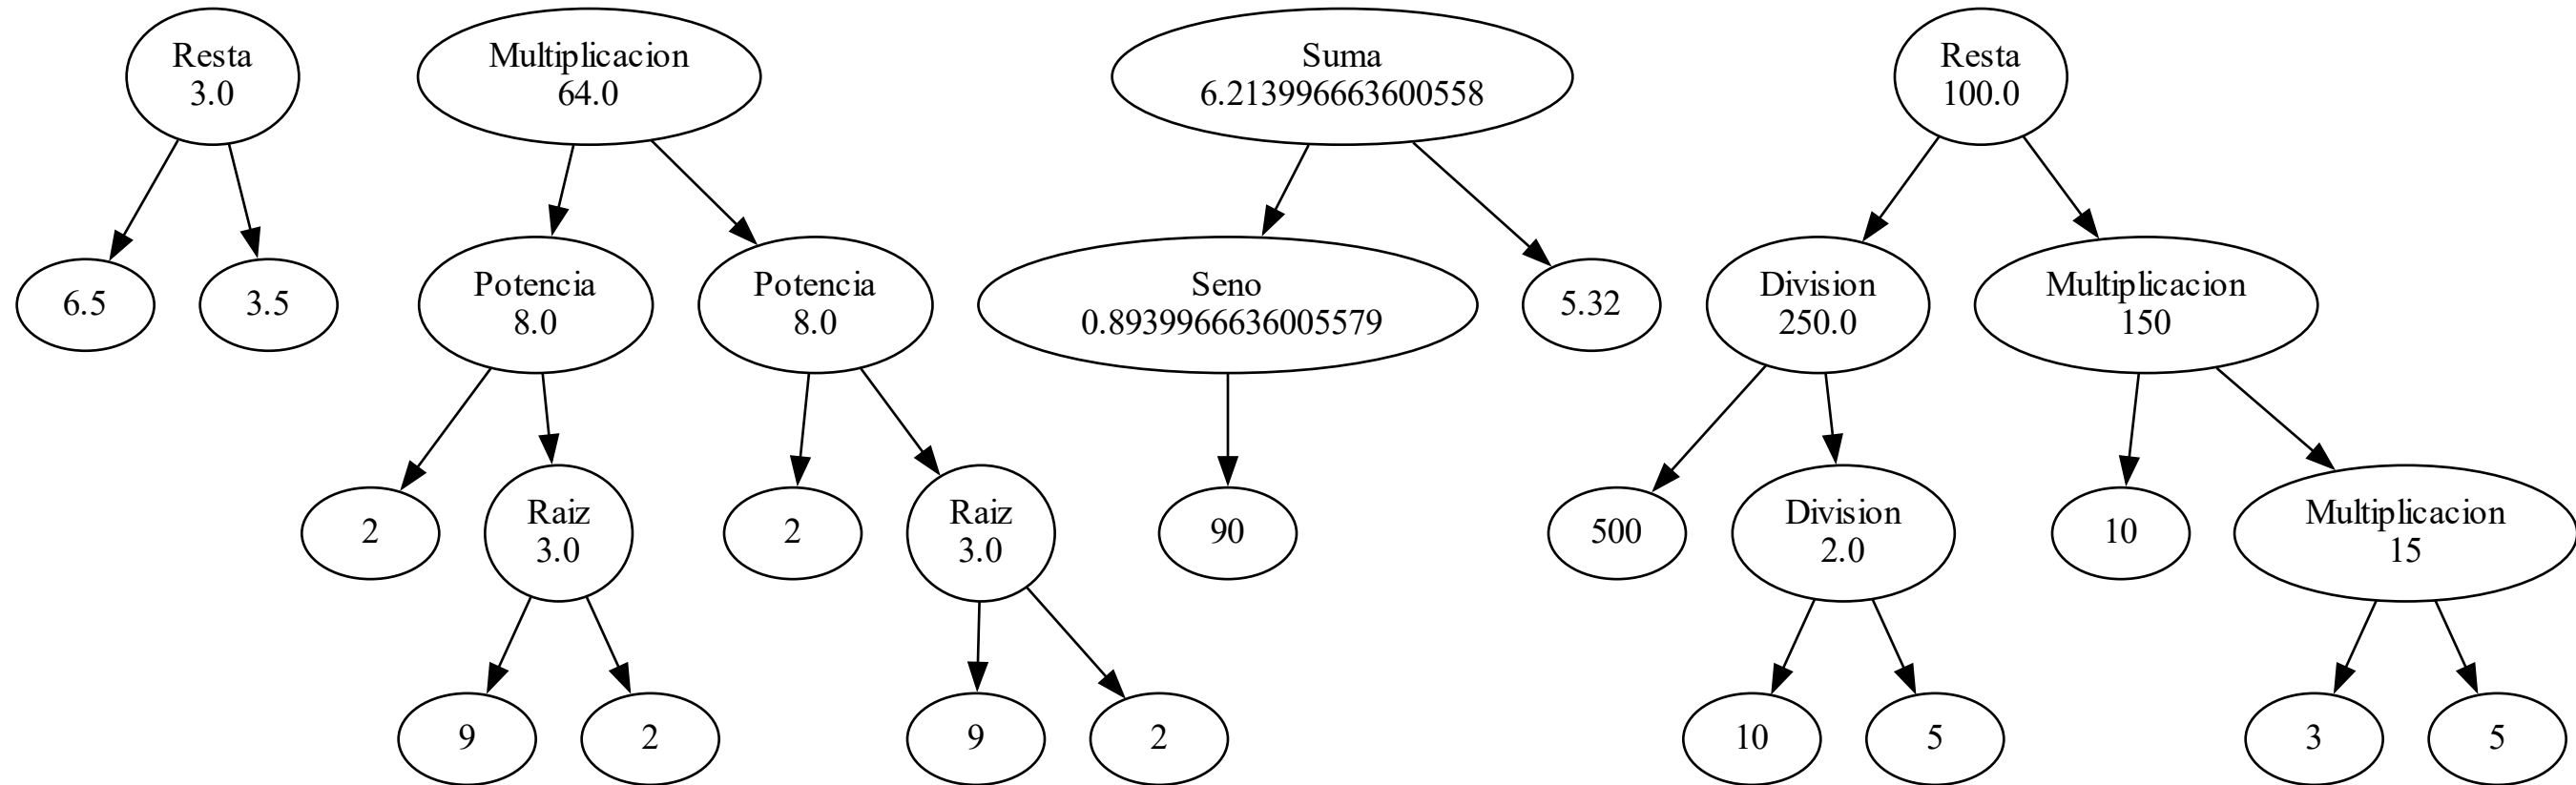 Resta
3.0
Multiplicacion
64.0
Suma
6.213996663600558
Resta
100.0
6.5
3.5
Potencia
8.0
Potencia
8.0
Seno
0.8939966636005579
5.32
Division
250.0
Multiplicacion
150
2
Raiz
3.0
2
Raiz
3.0
90
500
Division
2.0
10
Multiplicacion
15
9
2
9
2
10
5
3
5